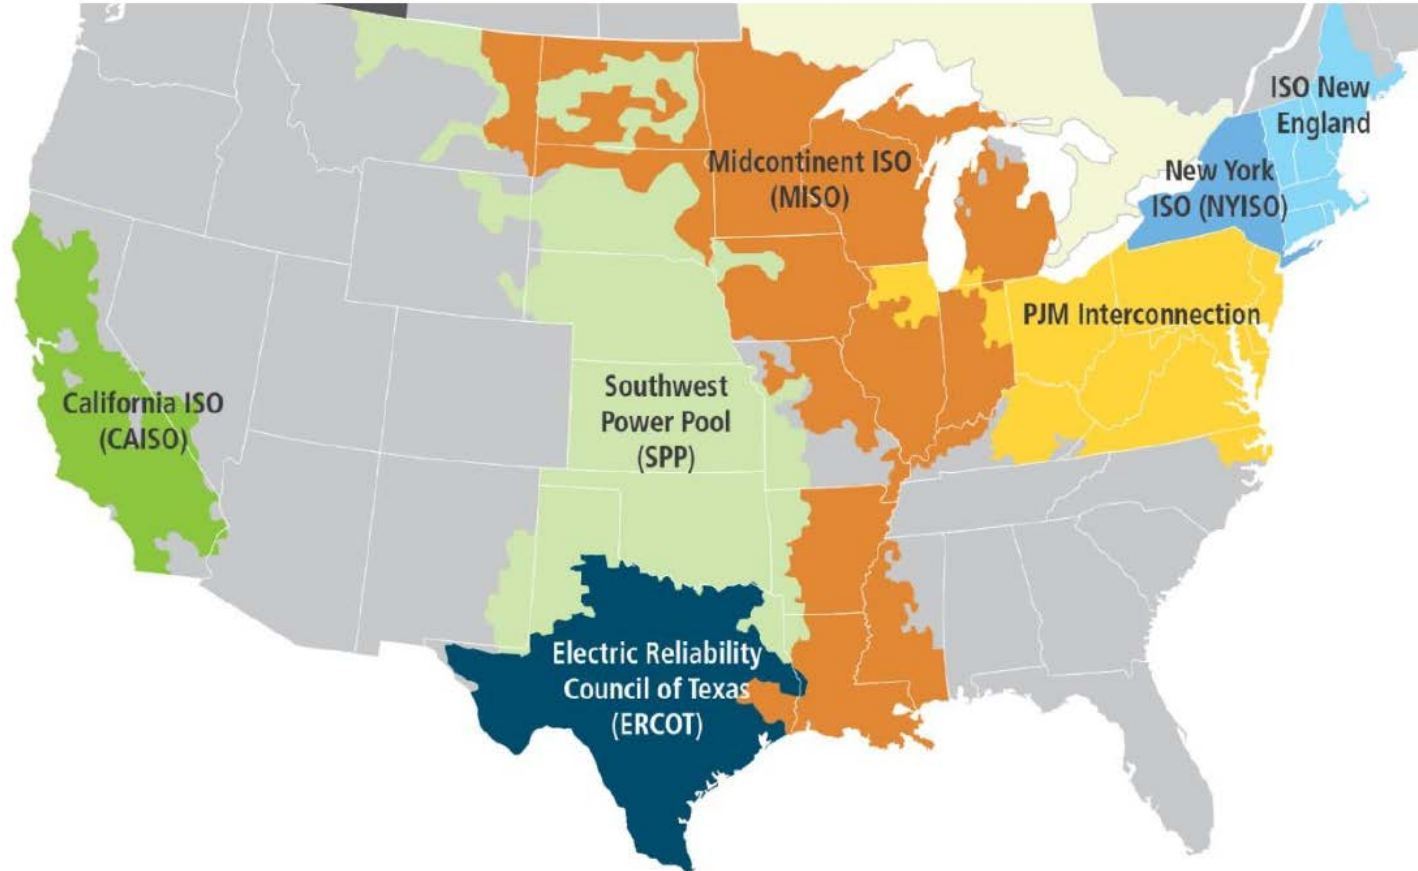 ISO New
England
Midcontinent ISO
(MISO)
New York
ISO (NYISO)
PJM Interconnection
Southwest
Power Pool
(SPP)
California ISO
(CAISO)
Electric Reliability
Council of Texas
(ERCOT)